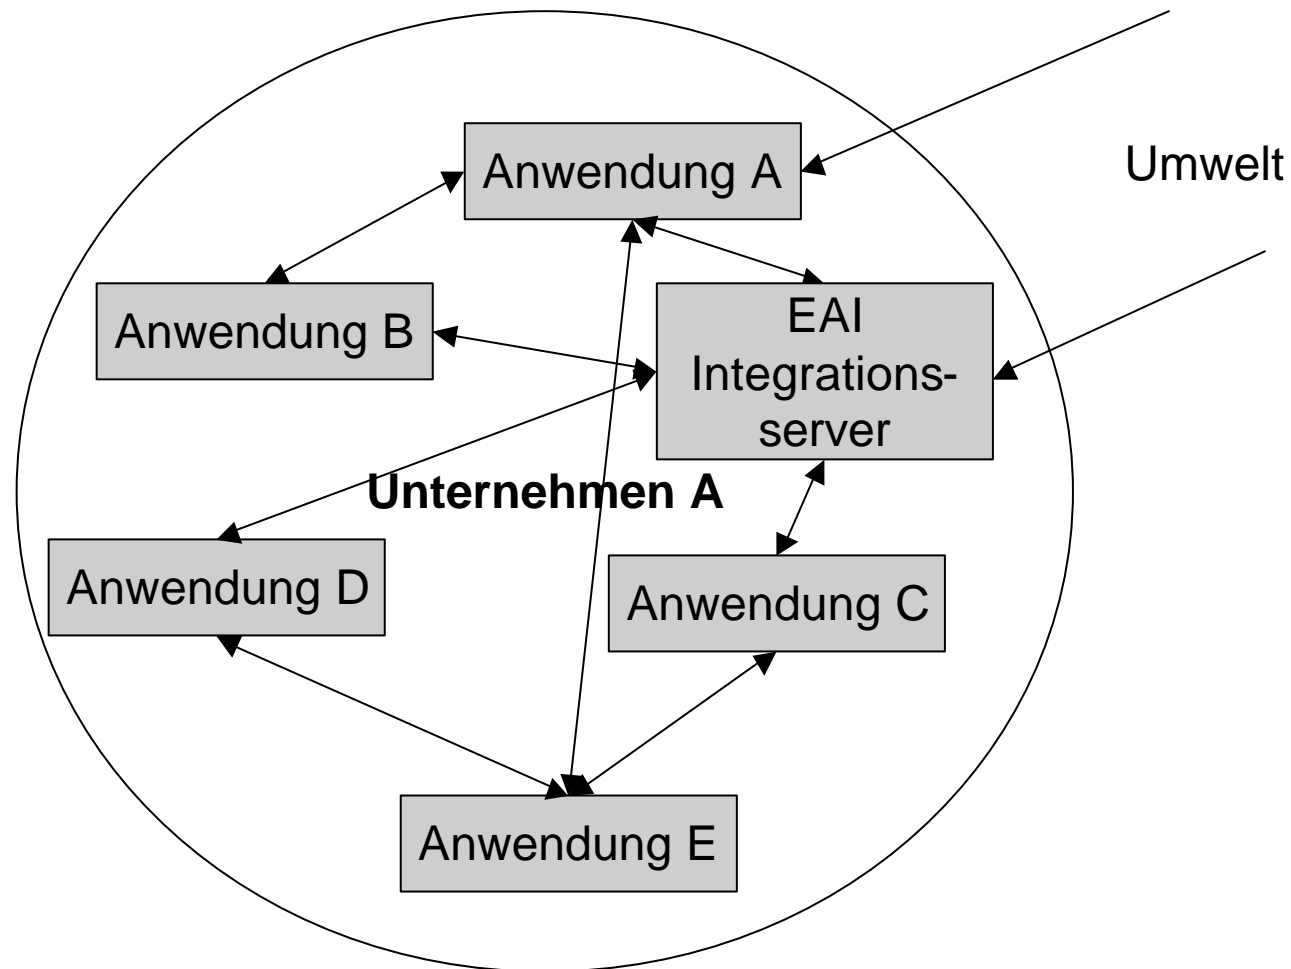 Anwendung A
Umwelt
Anwendung B
EAI
Integrations-
server
Unternehmen A
Anwendung D
Anwendung C
Anwendung E